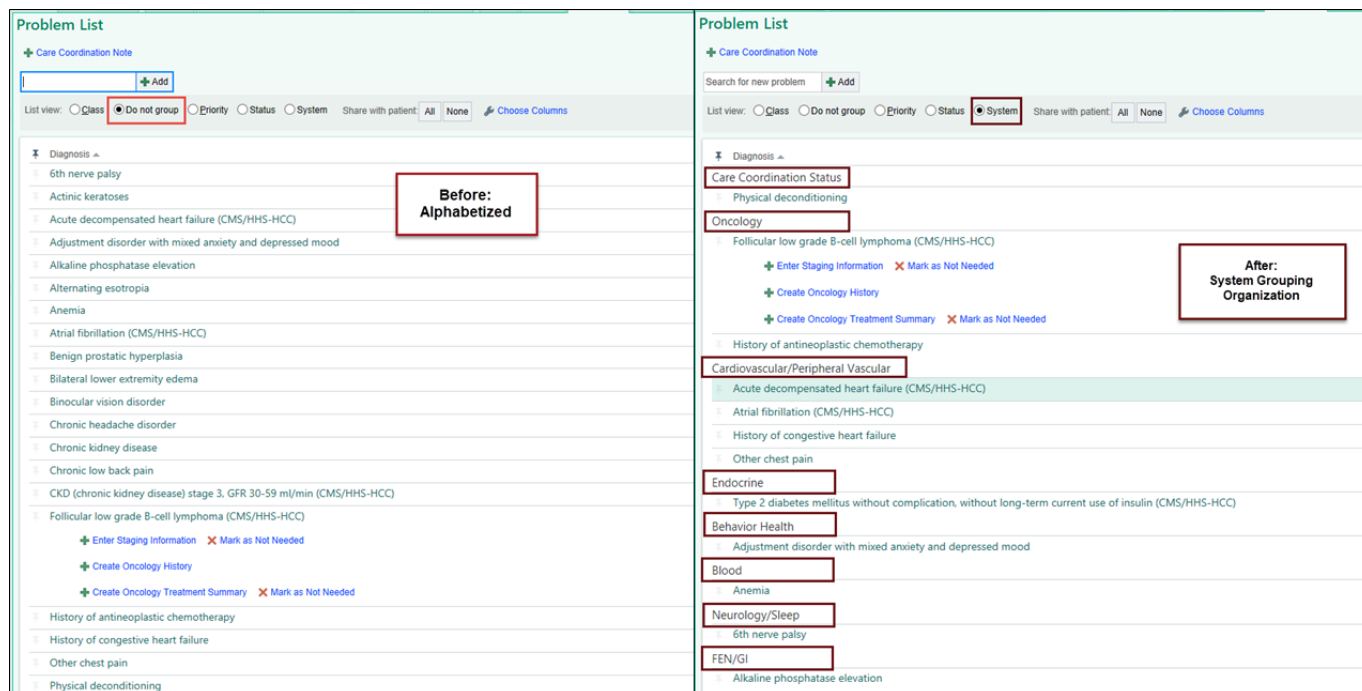 Problem List
Care Coordination Note
Add
List view: Class Do not group Priority Status System Share with patient: All None Choose Columns
Diagnosis
6th nerve palsy
Actinic keratoses
Acute decompensated heart failure (CMS/HHS-HCC)
Adjustment disorder with mixed anxiety and depressed mood
Alkaline phosphatase elevation
Alternating esotropia
Anemia
Atrial fibrillation (CMS/HHS-HCC)
Benign prostatic hyperplasia
Bilateral lower extremity edema
Binocular vision disorder
Chronic headache disorder
Chronic kidney disease
Chronic low back pain
CKD (chronic kidney disease) stage 3, GFR 30-59 ml/min (CMS/HHS-HCC)
Follicular low grade B-cell lymphoma (CMS/HHS-HCC)
Enter Staging Information Mark as Not Needed
Create Oncology History
Create Oncology Treatment Summary Mark as Not Needed
History of antineoplastic chemotherapy
History of congestive heart failure
Other chest pain
Physical deconditioning
Before:
Alphabetized
Problem List
Care Coordination Note
Search for new problem Add
List view: Class Do not group Priority Status System Share with patient: All None Choose Columns
Diagnosis
Care Coordination Status
Physical deconditioning
Oncology
Follicular low grade B-cell lymphoma (CMS/HHS-HCC)
Enter Staging Information Mark as Not Needed
Create Oncology History
Create Oncology Treatment Summary Mark as Not Needed
History of antineoplastic chemotherapy
Cardiovascular/Peripheral Vascular
Acute decompensated heart failure (CMS/HHS-HCC)
Atrial fibrillation (CMS/HHS-HCC)
History of congestive heart failure
Other chest pain
Endocrine
Type 2 diabetes mellitus without complication, without long-term current use of insulin (CMS/HHS-HCC)
Behavior Health
Adjustment disorder with mixed anxiety and depressed mood
Blood
Anemia
Neurology/Sleep
6th nerve palsy
FEN/GI
Alkaline phosphatase elevation
After:
System Grouping
Organization